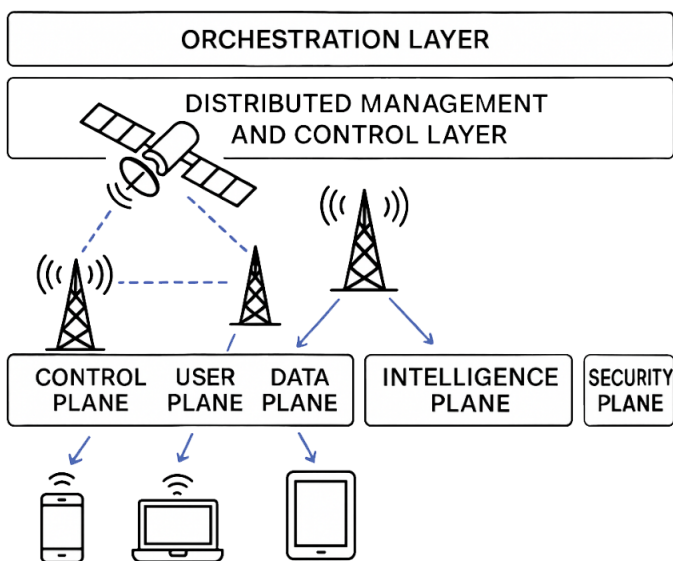 ORCHESTRATION LAYER
DISTRIBUTED MANAGEMENT
AND CONTROL LAYER
CONTROL
PLANE
USER
PLANE
DATA
PLANE
INTELLIGENCE
PLANE
SECURITY
PLANE